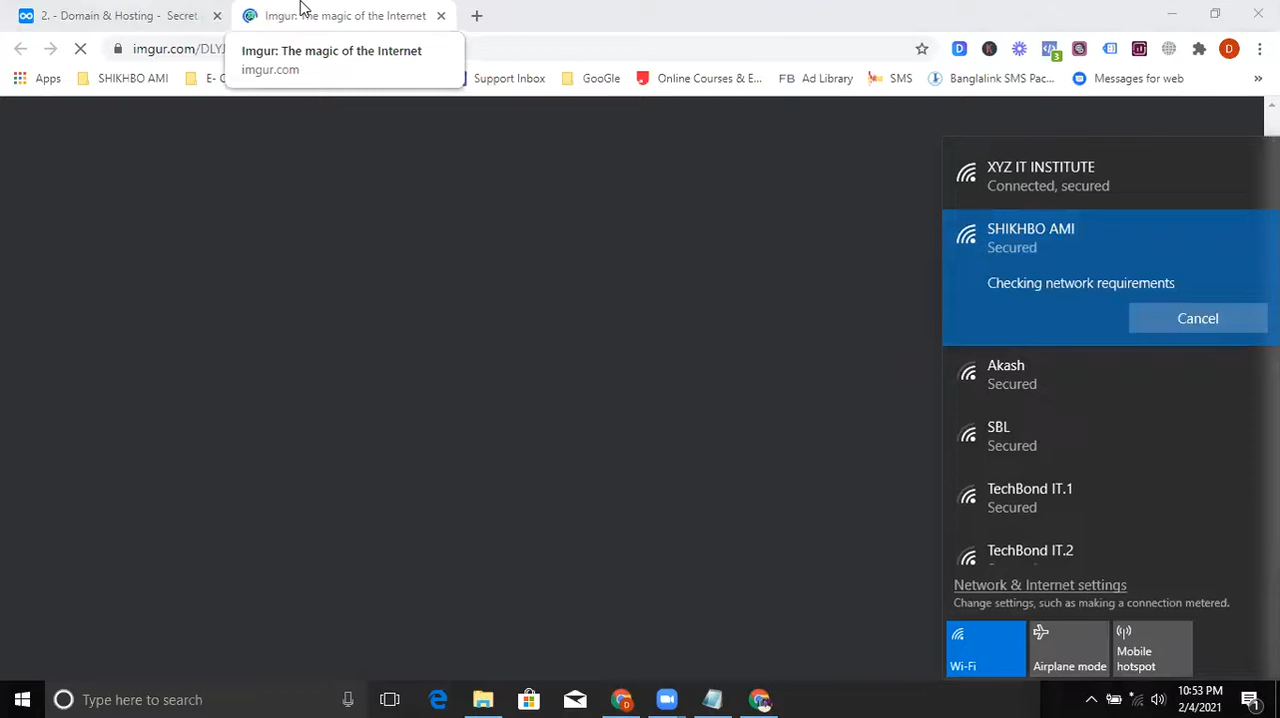 2. - Domain & Hosting - Secret
Imgur: The magic of the Internet
imgur.com/DLYJ
Imgur: The magic of the Internet
imgur.com
D
Apps
SHIKHBO AMI
E- C
Support Inbox
GooGle
Online Courses & E...
FB Ad Library
SMS
Banglalink SMS Pa...
Messages for web
»
XYZ IT INSTITUTE
Connected, secured
SHIKHBO AMI
Secured
Checking network requirements
Cancel
Akash
Secured
SBL
Secured
TechBond IT.1
Secured
TechBond IT.2
Network & Internet settings
Change settings, such as making a connection metered.
Wi-Fi
Airplane mode
Mobile
hotspot
Type here to search
10:53 PM
2/4/2021